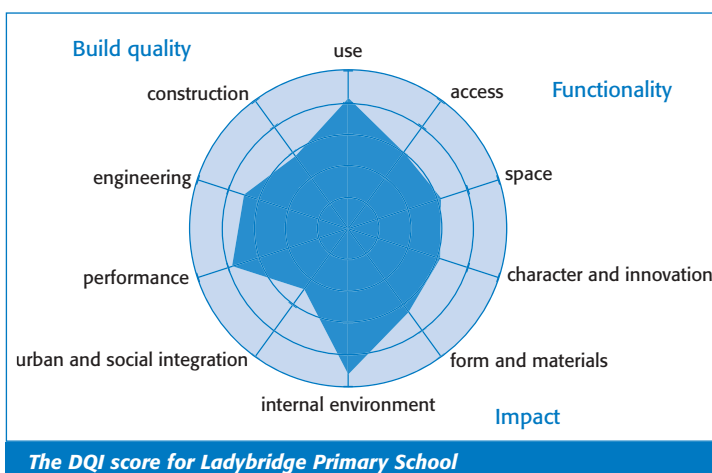 Build quality
use
construction
access
Functionality
engineering
space
performance
character and innovation
urban and social integration
form and materials
internal environment
Impact
The DQI score for Ladybridge Primary School